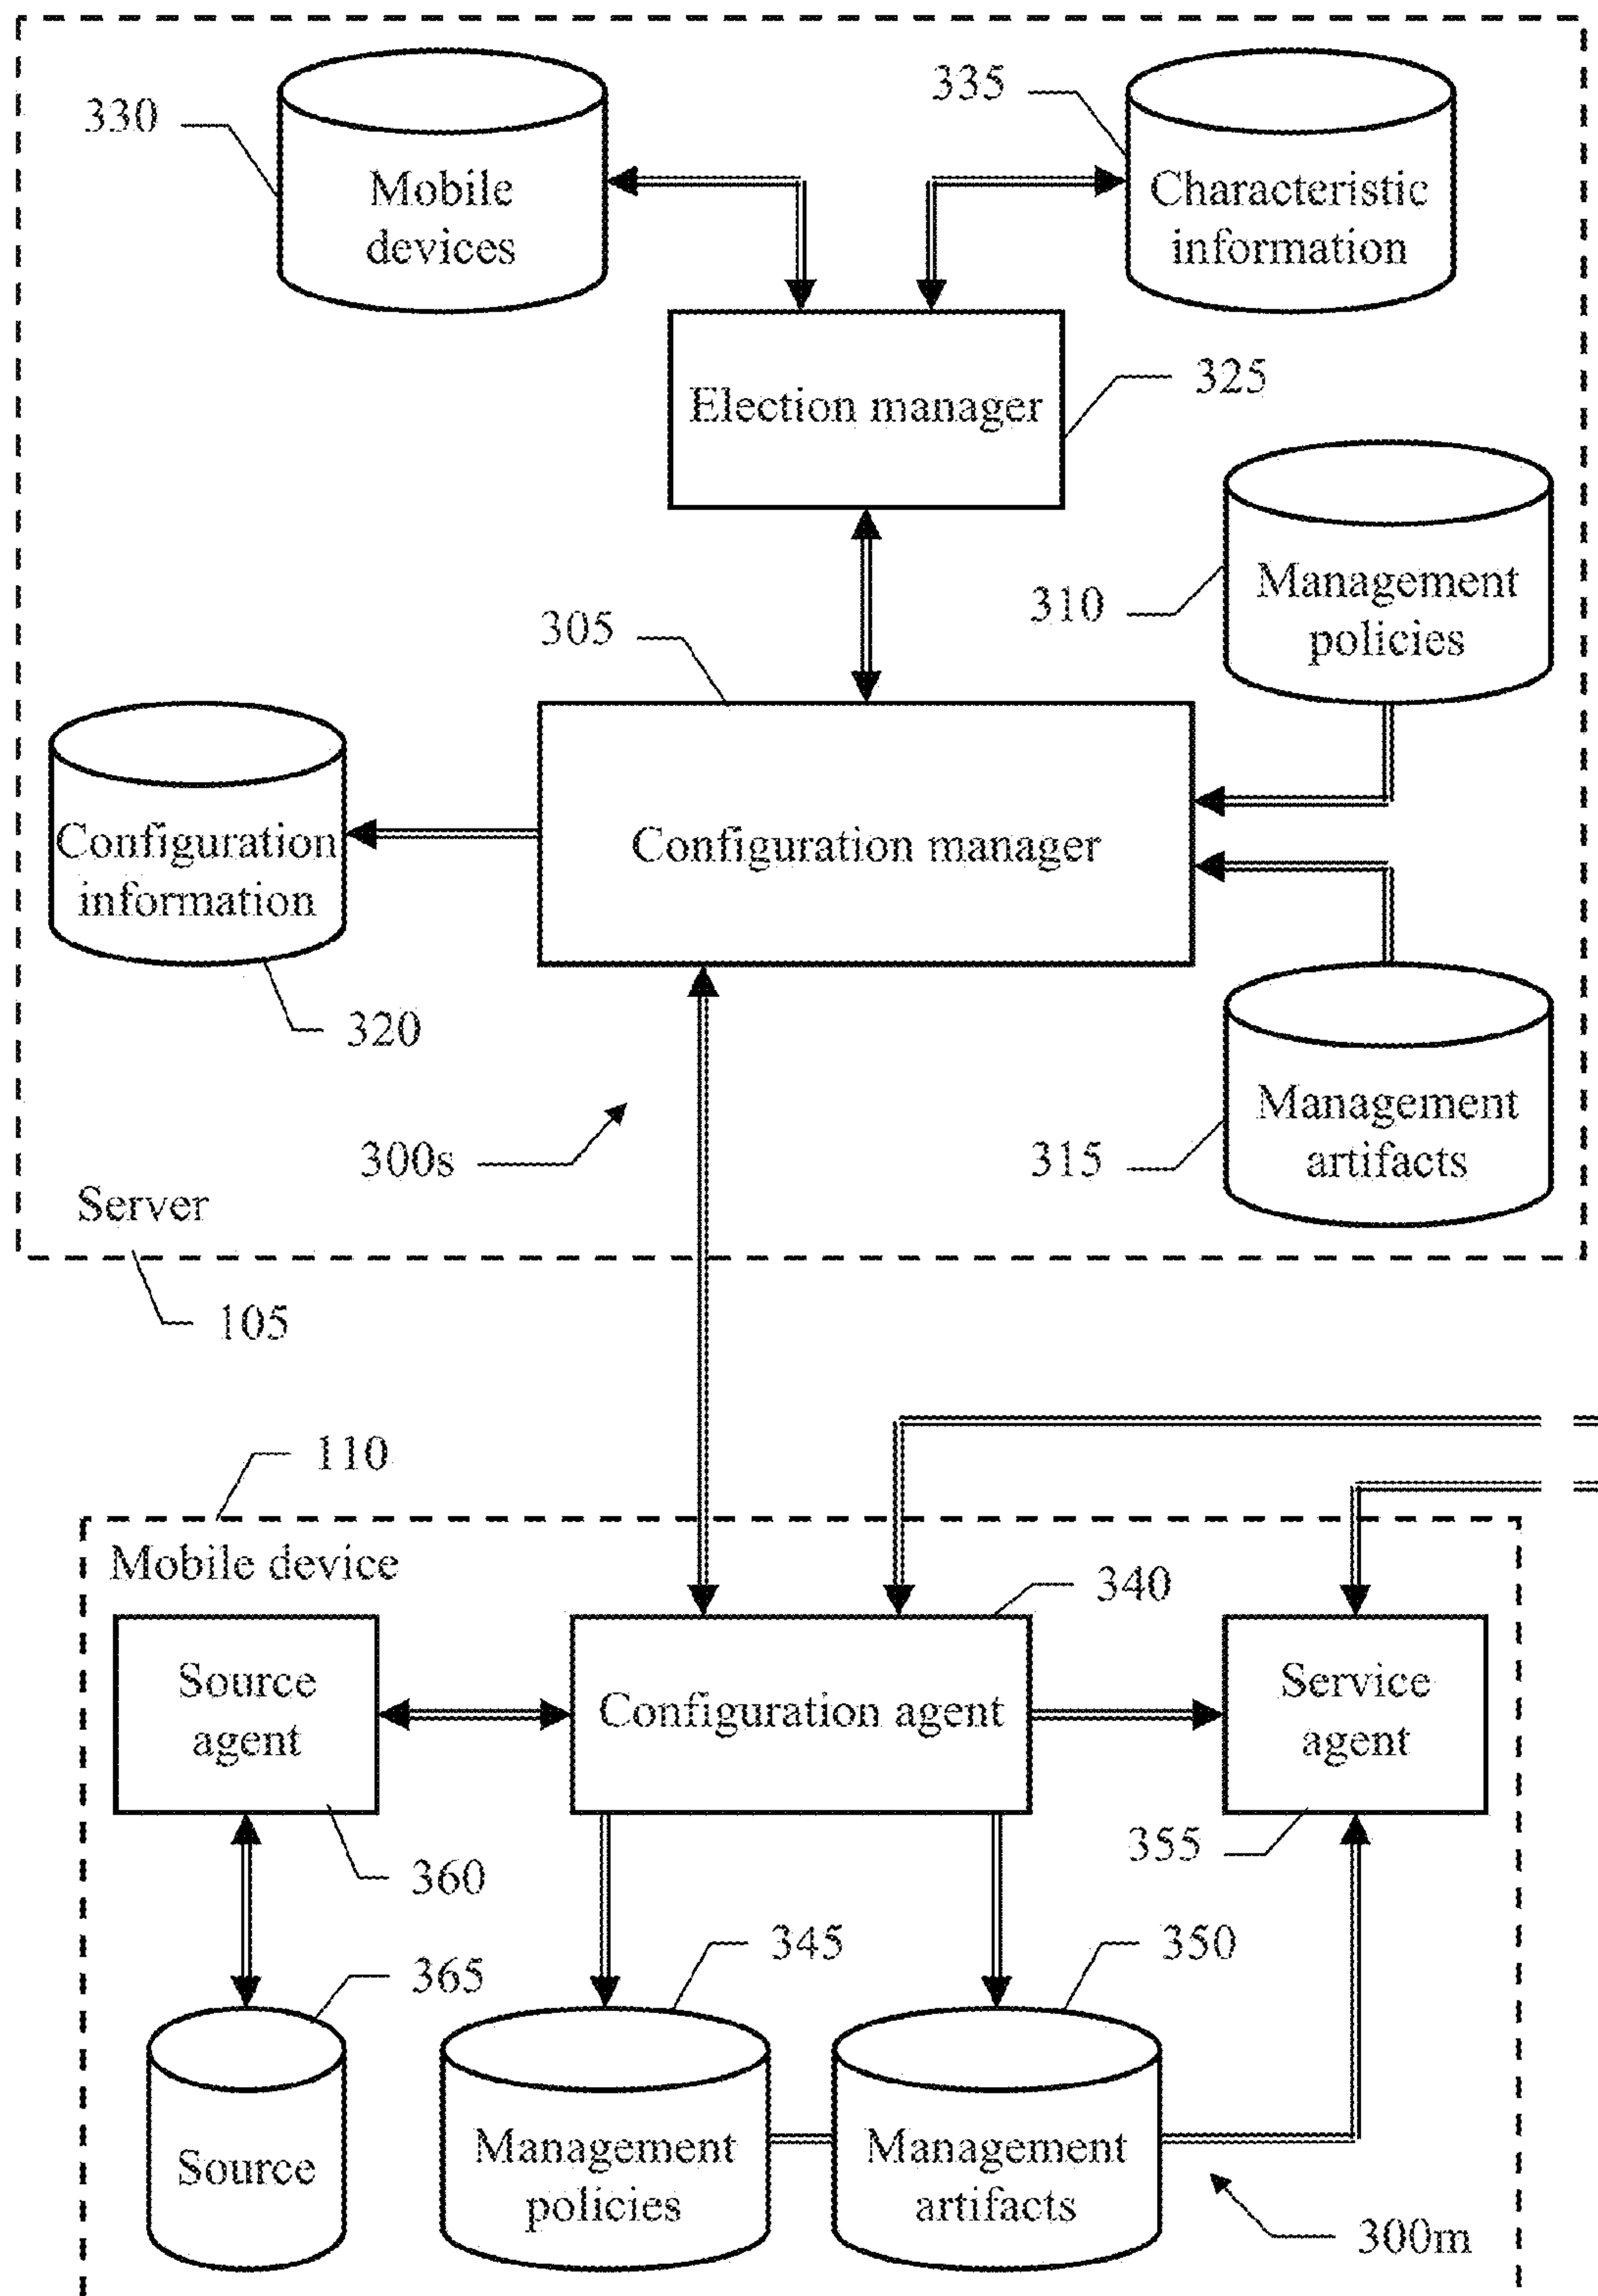 330
Mobile
devices
335
Characteristic
information
Election manager
325
310
Management
policies
305
Configuration
information
Configuration manager
320
300s
315
Management
artifacts
Server
105
110
Mobile device
340
Source
agent
Configuration agent
Service
agent
360
355
365
345
350
Source
Management
policies
Management
artifacts
300m